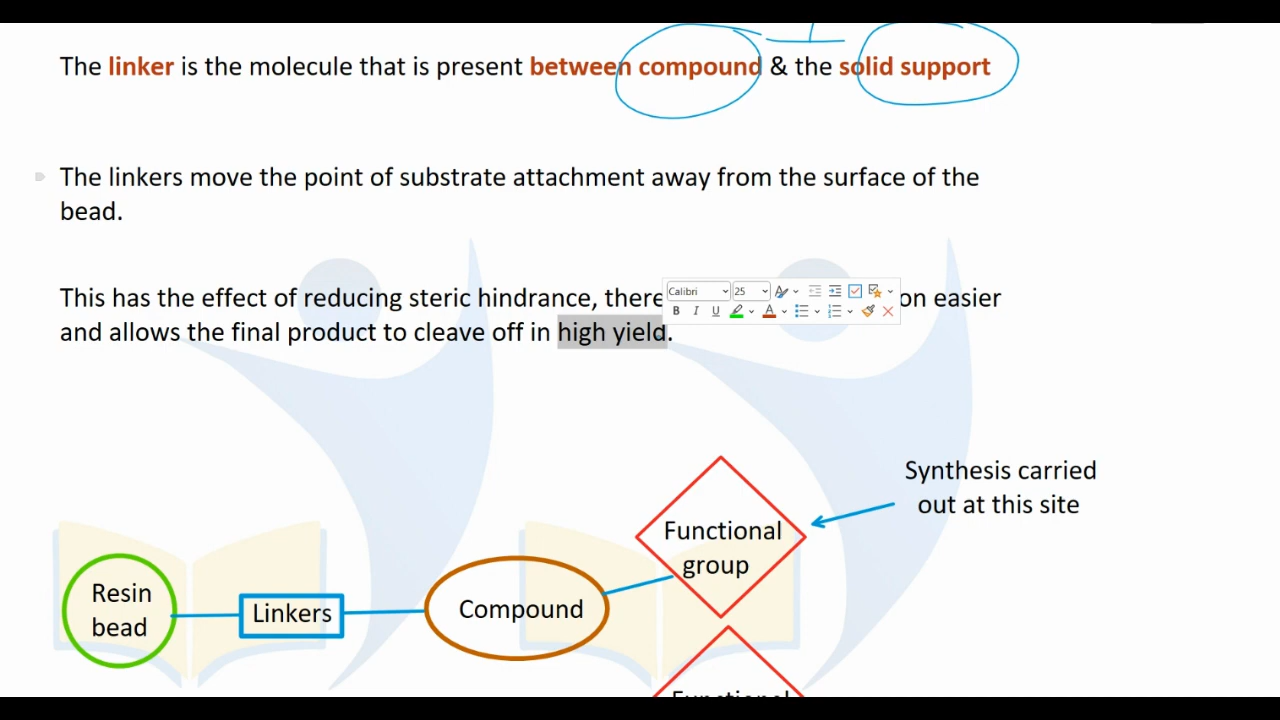 The linker is the molecule that is present between compound & the solid support
The linkers move the point of substrate attachment away from the surface of the
bead.
This has the effect of reducing steric hindrance, there
on easier
and allows the final product to cleave off in high yield.
Calibri
25
B I U A
Synthesis carried
out at this site
Functional
group
Resin
bead
Linkers
Compound
Functional